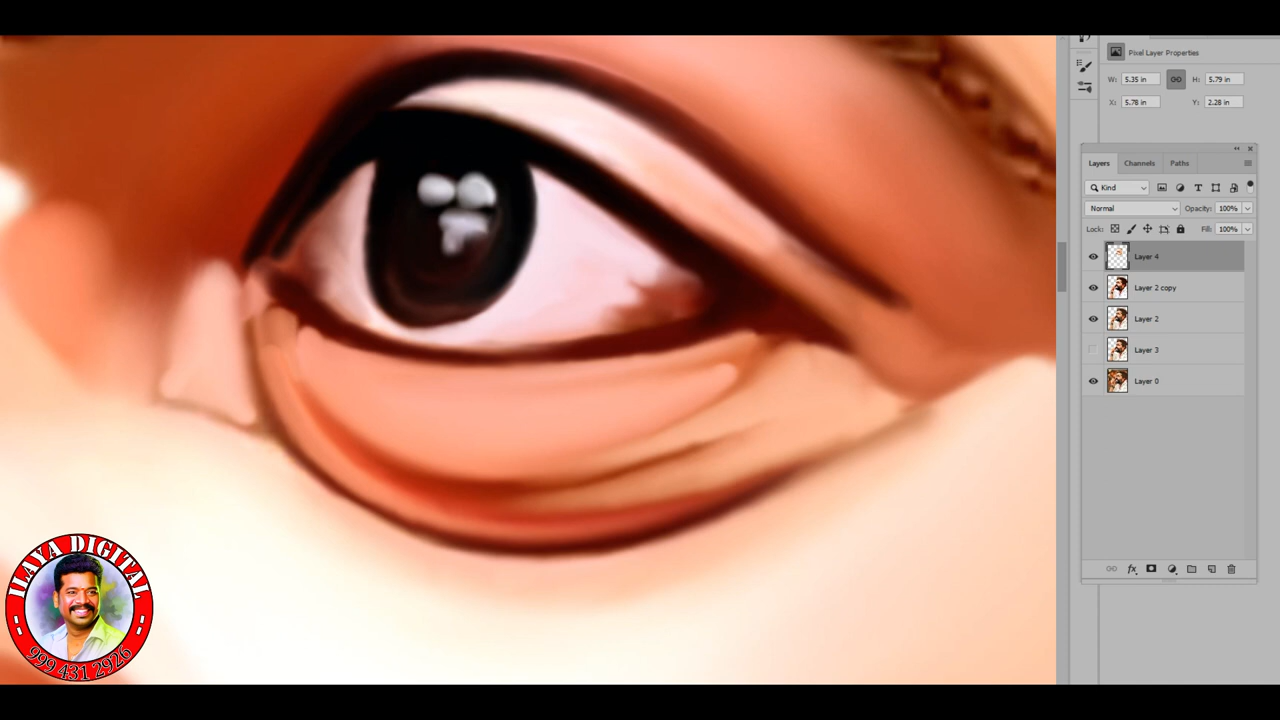 Pixel Layer Properties
W: 5.35 in H: 5.79 in
X: 5.78 in Y: 2.28 in
Layers Channels Paths
Kind
Normal Opacity: 100%
Lock: Fill: 100%
Layer 4
Layer 2 copy
Layer 2
Layer 3
Layer 0
fx
ILAYA DIGITAL
999 431 2926